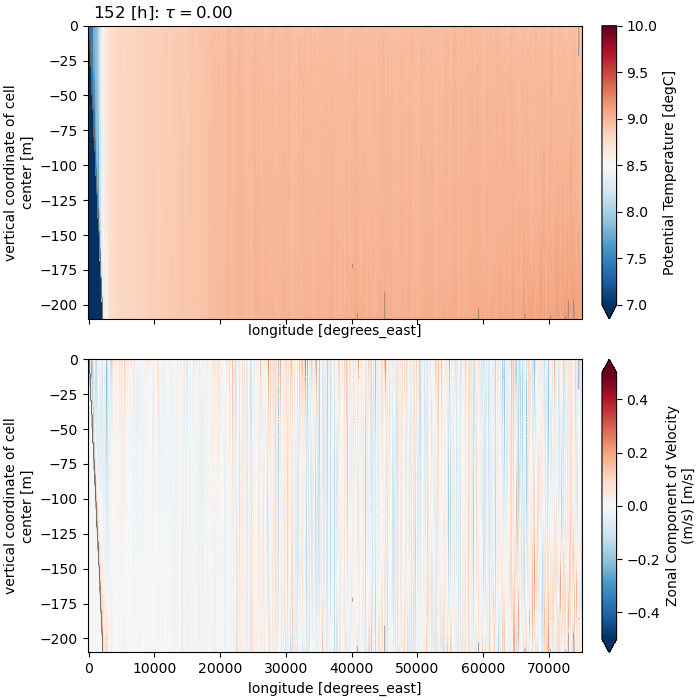 152 [h]: τ = 0.00
0
−25
−50
−75
−100
−125
−150
−175
−200
vertical coordinate of cell
center [m]
longitude [degrees_east]
10.0
9.5
9.0
8.5
8.0
7.5
7.0
Potential Temperature [degC]
0
−25
−50
−75
−100
−125
−150
−175
−200
vertical coordinate of cell
center [m]
0 10000 20000 30000 40000 50000 60000 70000
longitude [degrees_east]
0.4
0.2
0.0
−0.2
−0.4
Zonal Component of Velocity
(m/s) [m/s]